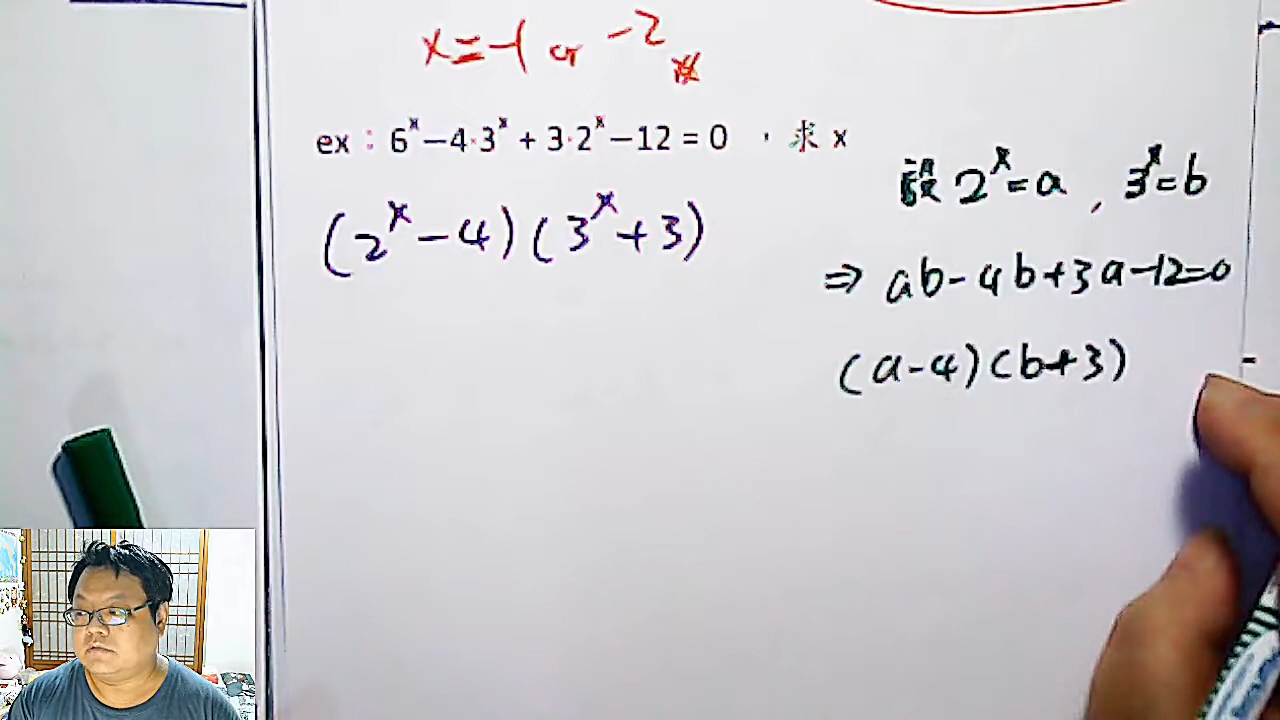 x=-1 or -2
ex：6^x－4·3^x + 3·2^x－12 = 0 ，求 x
(2^x－4)(3^x+3)
設 2^x=a , 3^x=b
⇒ ab-4b+3a-12=0
(a-4)(b+3)